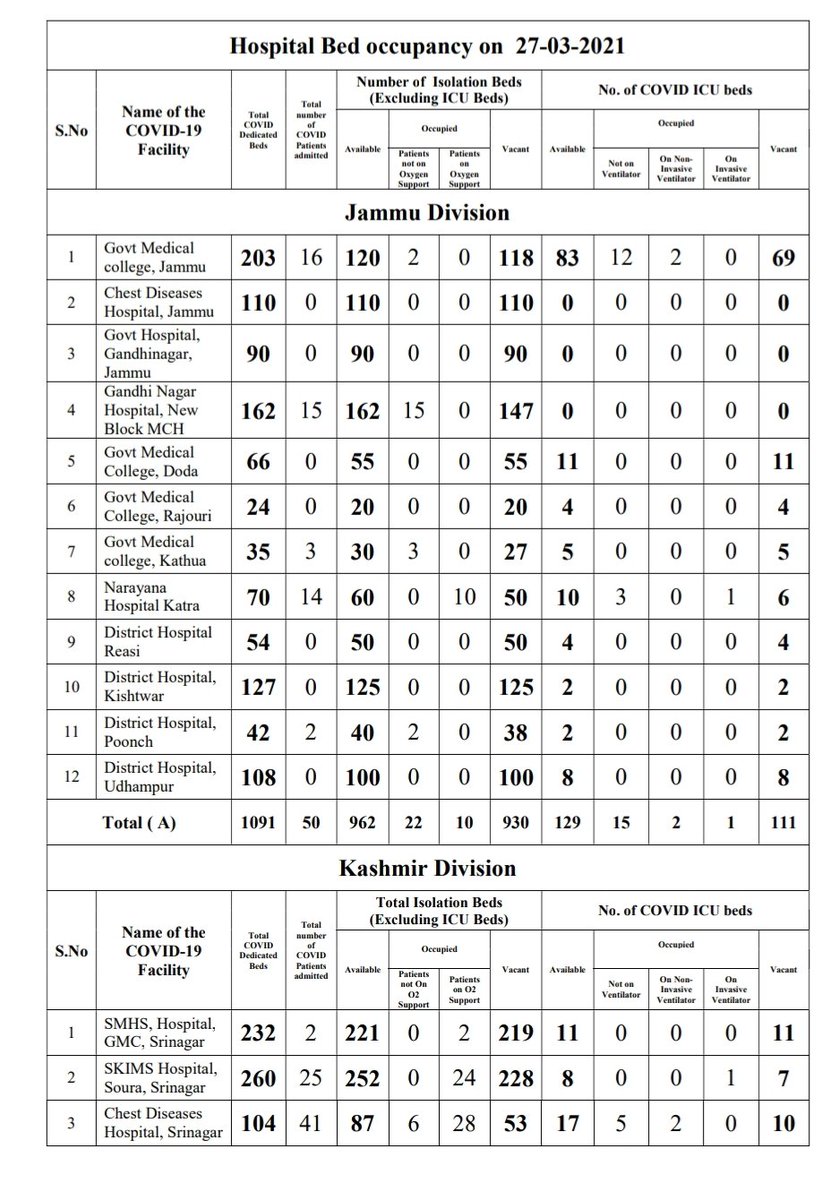 Hospital Bed occupancy on 27-03-2021
S.No
Name of the
COVID-19
Facility
Total
COVID
Dedicated
Beds
Total
number
of
COVID
Patients
admitted
Number of Isolation Beds
(Excluding ICU Beds)
No. of COVID ICU beds
Available
Occupied
Vacant
Available
Occupied
Vacant
Patients
not on
Oxygen
Support
Patients
on
Oxygen
Support
Not on
Ventilator
On Non-
Invasive
Ventilator
On
Invasive
Ventilator
Jammu Division
1 Govt Medical
college, Jammu 203 16 120 2 0 118 83 12 2 0 69
2 Chest Diseases
Hospital, Jammu 110 0 110 0 0 110 0 0 0 0 0
3 Govt Hospital,
Gandhinagar,
Jammu 90 0 90 0 0 90 0 0 0 0 0
4 Gandhi Nagar
Hospital, New
Block MCH 162 15 162 15 0 147 0 0 0 0 0
5 Govt Medical
College, Doda 66 0 55 0 0 55 11 0 0 0 11
6 Govt Medical
College, Rajouri 24 0 20 0 0 20 4 0 0 0 4
7 Govt Medical
college, Kathua 35 3 30 3 0 27 5 0 0 0 5
8 Narayana
Hospital Katra 70 14 60 0 10 50 10 3 0 1 6
9 District Hospital
Reasi 54 0 50 0 0 50 4 0 0 0 4
10 District Hospital,
Kishtwar 127 0 125 0 0 125 2 0 0 0 2
11 District Hospital,
Poonch 42 2 40 2 0 38 2 0 0 0 2
12 District Hospital,
Udhampur 108 0 100 0 0 100 8 0 0 0 8
Total ( A) 1091 50 962 22 10 930 129 15 2 1 111
Kashmir Division
S.No
Name of the
COVID-19
Facility
Total
COVID
Dedicated
Beds
Total
number
of
COVID
Patients
admitted
Total Isolation Beds
(Excluding ICU Beds)
No. of COVID ICU beds
Available
Occupied
Vacant
Available
Occupied
Vacant
Patients
not On
O2
Support
Patients
on O2
Support
Not on
Ventilator
On Non-
Invasive
Ventilator
On
Invasive
Ventilator
1 SMHS, Hospital,
GMC, Srinagar 232 2 221 0 2 219 11 0 0 0 11
2 SKIMS Hospital,
Soura, Srinagar 260 25 252 0 24 228 8 0 0 1 7
3 Chest Diseases
Hospital, Srinagar 104 41 87 6 28 53 17 5 2 0 10